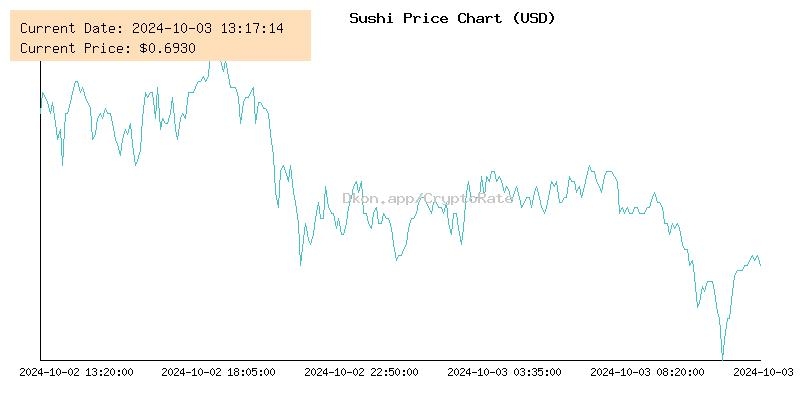 Sushi Price Chart (USD)
Current Date: 2024-10-03 13:17:14
Current Price: $0.6930
Dkon.app/CryptoRate
2024-10-02 13:20:00
2024-10-02 18:05:00
2024-10-02 22:50:00
2024-10-03 03:35:00
2024-10-03 08:20:00
2024-10-03